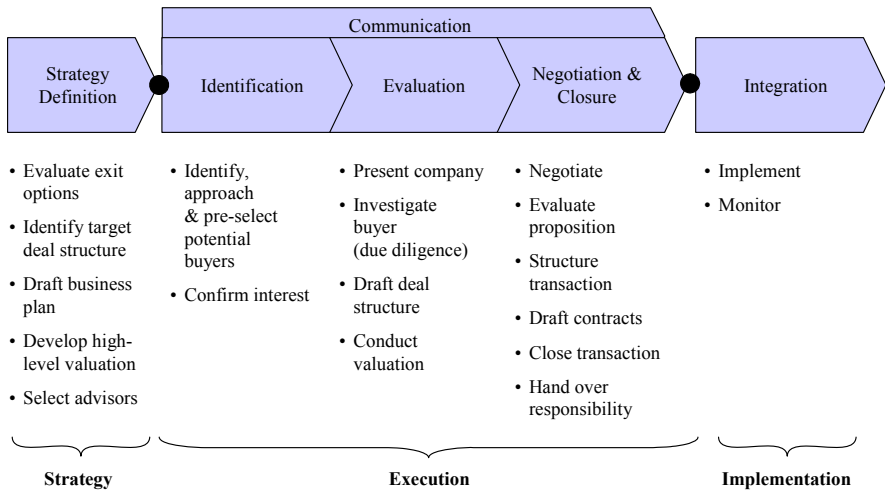 Communication
Strategy
Definition
Identification
Evaluation
Negotiation &
Closure
Integration
• Evaluate exit
options
• Identify target
deal structure
• Draft business
plan
• Develop high-
level valuation
• Select advisors
• Identify,
approach
& pre-select
potential
buyers
• Confirm interest
• Present company
• Investigate
buyer
(due diligence)
• Draft deal
structure
• Conduct
valuation
• Negotiate
• Evaluate
proposition
• Structure
transaction
• Draft contracts
• Close transaction
• Hand over
responsibility
• Implement
• Monitor
Strategy
Execution
Implementation